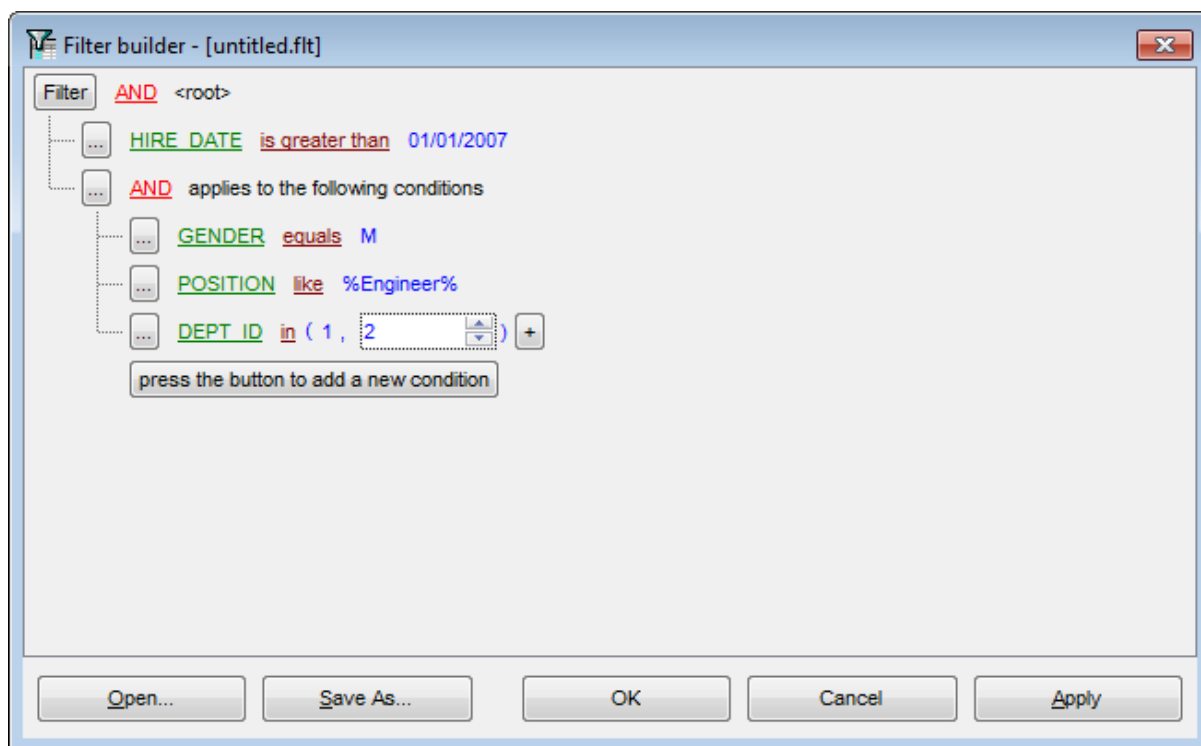 Filter builder - [untitled.flt]
Filter AND <root>
... HIRE_DATE is greater than 01/01/2007
... AND applies to the following conditions
... GENDER equals M
... POSITION like %Engineer%
... DEPT_ID in ( 1 , 2 ) +
press the button to add a new condition
Open... Save As... OK Cancel Apply